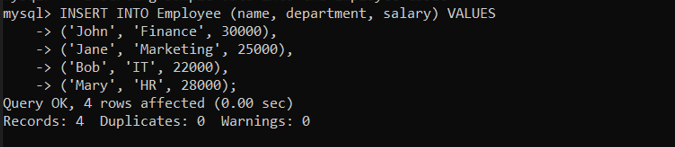 mysql> INSERT INTO Employee (name, department, salary) VALUES
    -> ('John', 'Finance', 30000),
    -> ('Jane', 'Marketing', 25000),
    -> ('Bob', 'IT', 22000),
    -> ('Mary', 'HR', 28000);
Query OK, 4 rows affected (0.00 sec)
Records: 4  Duplicates: 0  Warnings: 0